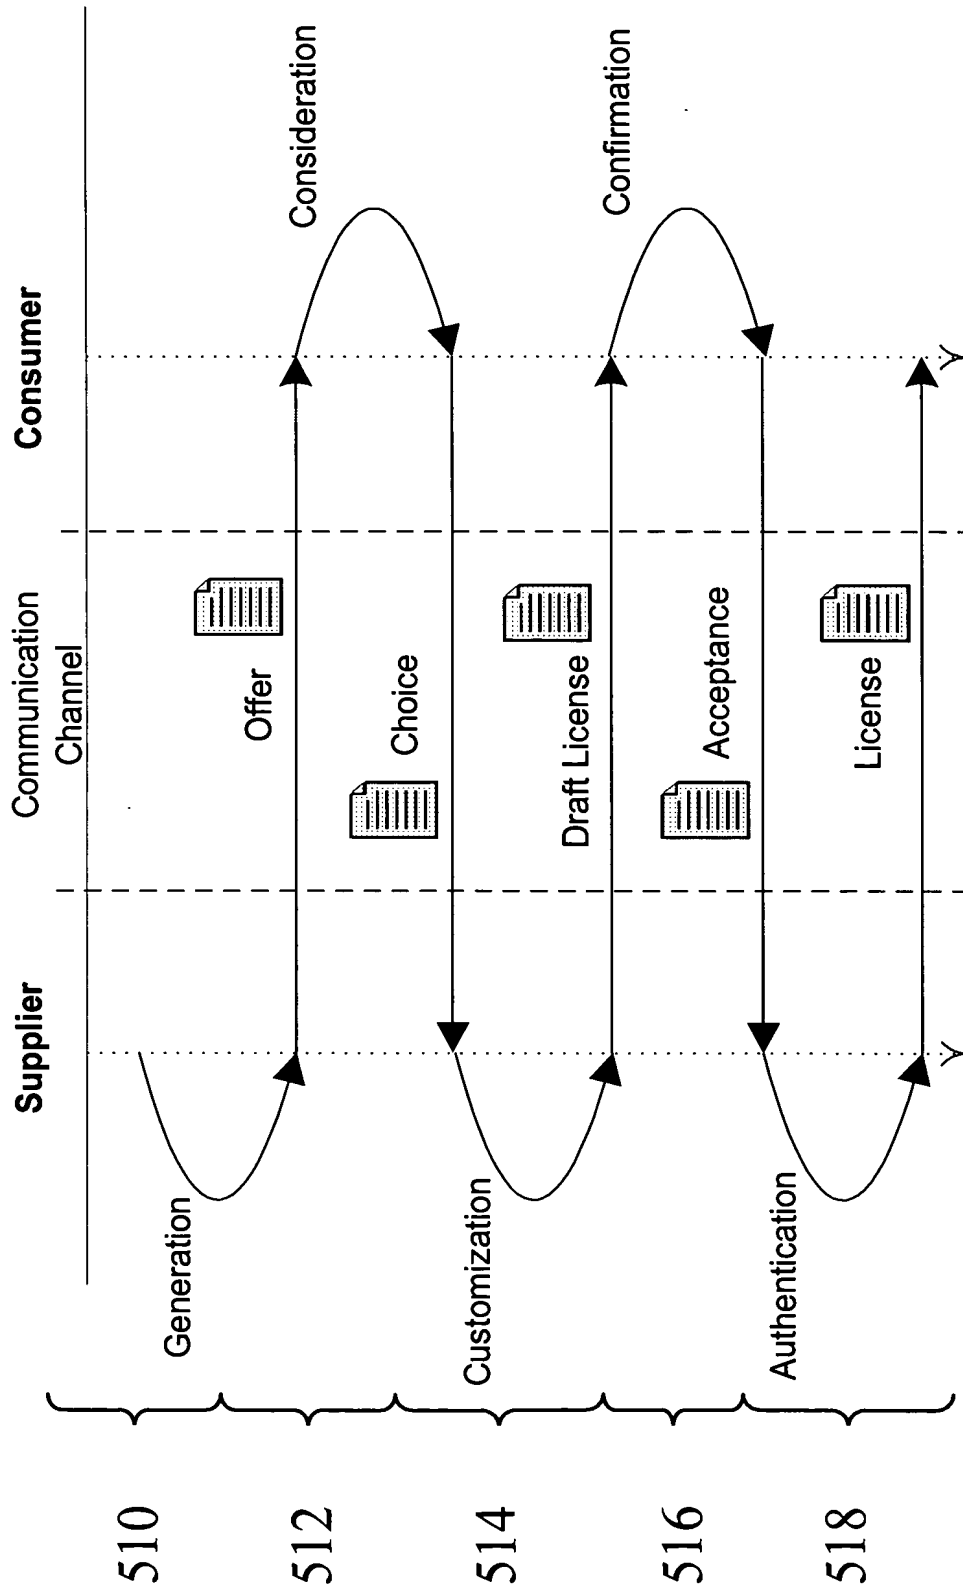 Supplier
Communication
Channel
Consumer
510
Generation
Offer
512
Consideration
Choice
514
Customization
Draft License
516
Confirmation
Acceptance
518
Authentication
License